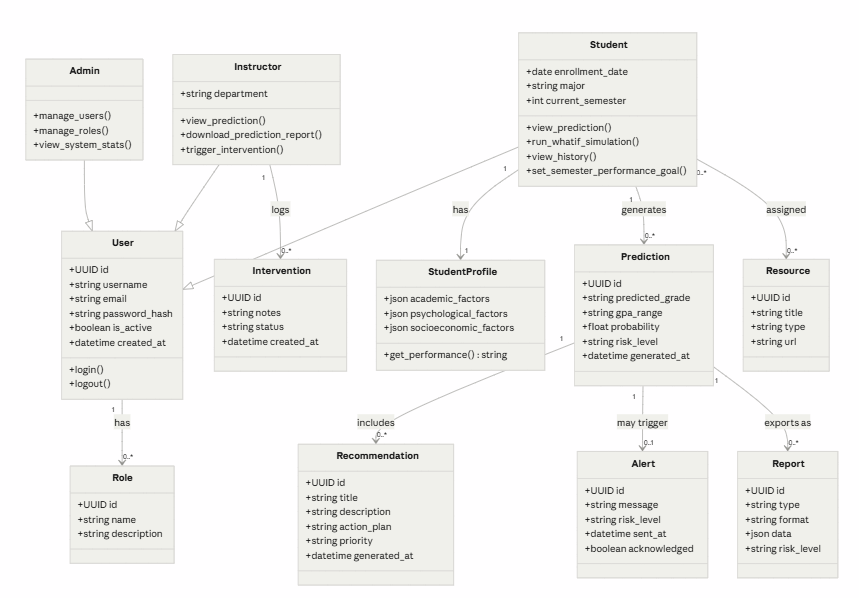 Admin
+manage_users()
+manage_roles()
+view_system_stats()
Instructor
+string department
+view_prediction()
+download_prediction_report()
+trigger_intervention()
Student
+date enrollment_date
+string major
+int current_semester
+view_prediction()
+run_whatif_simulation()
+view_history()
+set_semester_performance_goal()
1
logs
0..*
1
has
1
1
generates
0..*
0..*
assigned
0..*
User
+UUID id
+string username
+string email
+string password_hash
+boolean is_active
+datetime created_at
+login()
+logout()
Intervention
+UUID id
+string notes
+string status
+datetime created_at
StudentProfile
+json academic_factors
+json psychological_factors
+json socioeconomic_factors
+get_performance() : string
Prediction
+UUID id
+string predicted_grade
+string gpa_range
+float probability
+string risk_level
+datetime generated_at
Resource
+UUID id
+string title
+string type
+string url
1
has
0..*
1
includes
0..*
1
may trigger
0..1
1
exports as
0..*
Role
+UUID id
+string name
+string description
Recommendation
+UUID id
+string title
+string description
+string action_plan
+string priority
+datetime generated_at
Alert
+UUID id
+string message
+string risk_level
+datetime sent_at
+boolean acknowledged
Report
+UUID id
+string type
+string format
+json data
+string risk_level